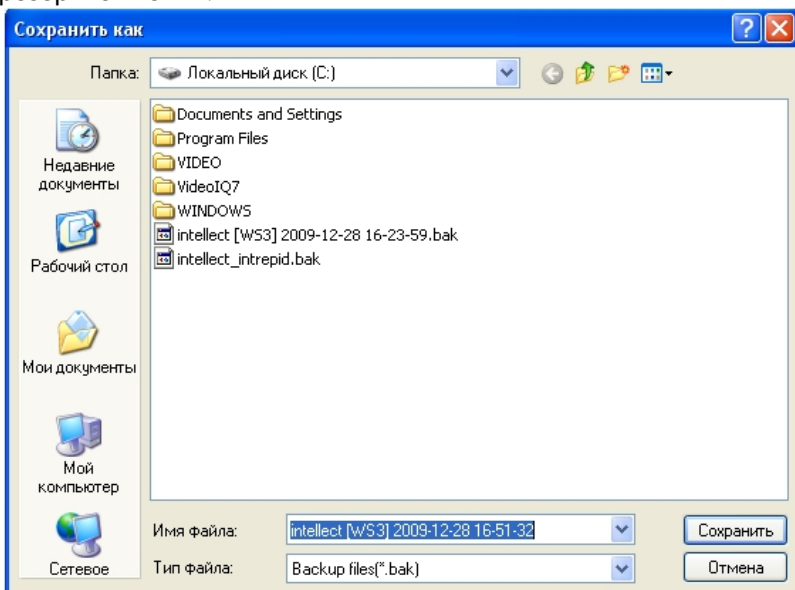 Сохранить как
Папка:
Локальный диск (C:)
Недавние документы
Рабочий стол
Мои документы
Мой компьютер
Сетевое
Documents and Settings
Program Files
VIDEO
VideoIQ7
WINDOWS
intellect [WS3] 2009-12-28 16-23-59.bak
intellect_intrepid.bak
Имя файла:
intellect [WS3] 2009-12-28 16-51-32
Сохранить
Тип файла:
Backup files(*.bak)
Отмена